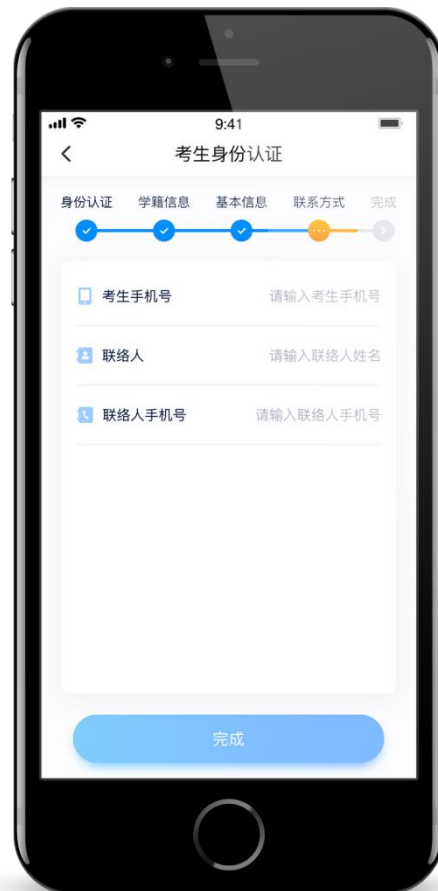 9:41
考生身份认证
身份认证 学籍信息 基本信息 联系方式 完成
考生手机号 请输入考生手机号
联络人 请输入联络人姓名
联络人手机号 请输入联络人手机号
完成